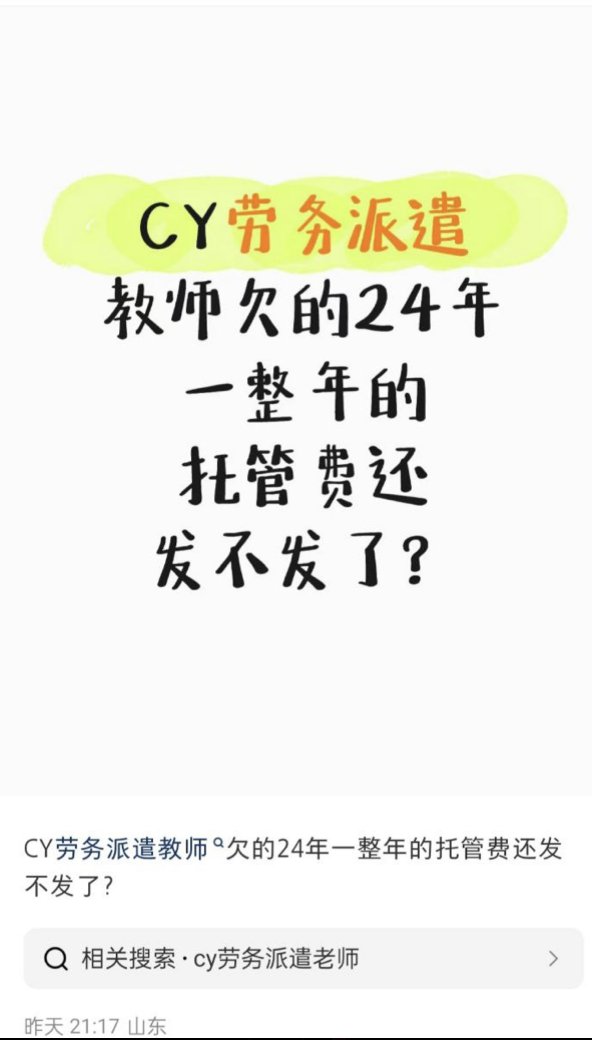 CY劳务派遣
教师欠的24年
一整年的
托管费还
发不发了?
CY劳务派遣教师欠的24年一整年的托管费还发
不发了?
相关搜索·cy劳务派遣老师
昨天 21:17 山东